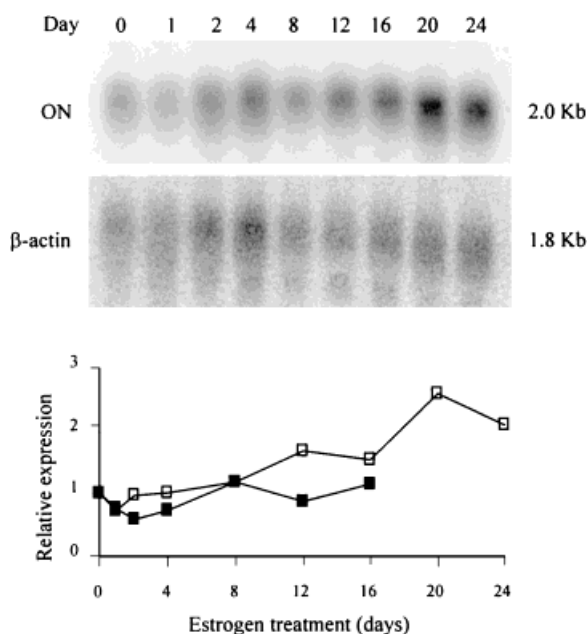 Day 0 1 2 4 8 12 16 20 24
ON 2.0 Kb
β-actin 1.8 Kb
3
2
1
0
Relative expression
0 4 8 12 16 20 24
Estrogen treatment (days)